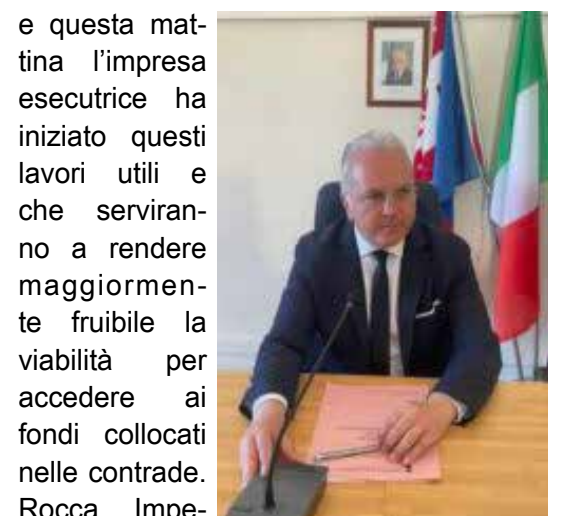 e questa mat-
tina l'impresa
esecutrice ha
iniziato questi
lavori utili e
che serviran-
no a rendere
maggiormen-
te fruibile la
viabilità per
accedere ai
fondi collocati
nelle contrade.
Rocca Impe-